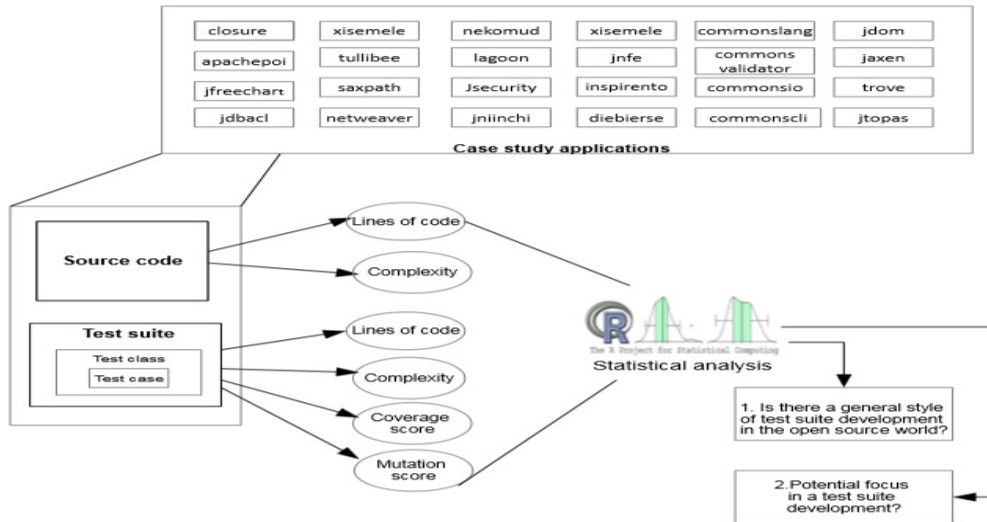 closure xisemele nekomud xisemele commonslang jdom
apachepoi tullibee lagoon jnfe commons validator jaxen
jfreechart saxpath Jsecurity inspirento commonsio trove
jdbacl netweaver jniinchi diebierse commonscli jtopas
Case study applications
Source code
Lines of code
Complexity
Test suite
Test class
Test case
Lines of code
Complexity
Coverage
score
Mutation
score
R
The R Project for Statistical Computing
Statistical analysis
1. Is there a general style
of test suite development
in the open source world?
2.Potential focus
in a test suite
development?